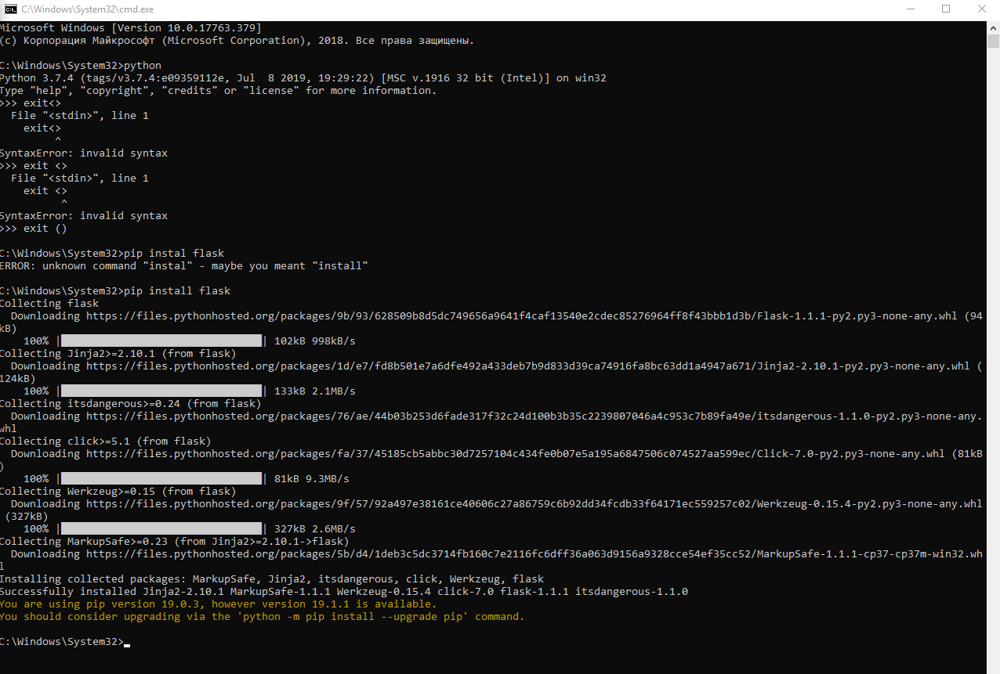 C:\Windows\System32\cmd.exe
Microsoft Windows [Version 10.0.17763.379]
(c) Корпорация Майкрософт (Microsoft Corporation), 2018. Все права защищены.
C:\Windows\System32>python
Python 3.7.4 (tags/v3.7.4:e09359112e, Jul  8 2019, 19:29:22) [MSC v.1916 32 bit (Intel)] on win32
Type "help", "copyright", "credits" or "license" for more information.
>>> exit<>
  File "<stdin>", line 1
    exit<>
         ^
SyntaxError: invalid syntax
>>> exit <>
  File "<stdin>", line 1
    exit <>
          ^
SyntaxError: invalid syntax
>>> exit ()
C:\Windows\System32>pip instal flask
ERROR: unknown command "instal" - maybe you meant "install"
C:\Windows\System32>pip install flask
Collecting flask
  Downloading https://files.pythonhosted.org/packages/9b/93/628509b8d5dc749656a9641f4caf13540e2cdec85276964ff8f43bbb1d3b/Flask-1.1.1-py2.py3-none-any.whl (94
kB)
    100% |████████████████████████████████| 102kB 998kB/s
Collecting Jinja2>=2.10.1 (from flask)
  Downloading https://files.pythonhosted.org/packages/1d/e7/fd8b501e7a6dfe492a433deb7b9d833d39ca74916fa8bc63dd1a4947a671/Jinja2-2.10.1-py2.py3-none-any.whl (
124kB)
    100% |████████████████████████████████| 133kB 2.1MB/s
Collecting itsdangerous>=0.24 (from flask)
  Downloading https://files.pythonhosted.org/packages/76/ae/44b03b253d6fade317f32c24d100b3b35c2239807046a4c953c7b89fa49e/itsdangerous-1.1.0-py2.py3-none-any.
whl
Collecting click>=5.1 (from flask)
  Downloading https://files.pythonhosted.org/packages/fa/37/45185cb5abbc30d7257104c434fe0b07e5a195a6847506c074527aa599ec/Click-7.0-py2.py3-none-any.whl (81kB
)
    100% |████████████████████████████████| 81kB 9.3MB/s
Collecting Werkzeug>=0.15 (from flask)
  Downloading https://files.pythonhosted.org/packages/9f/57/92a497e38161ce40606c27a86759c6b92dd34fcdb33f64171ec559257c02/Werkzeug-0.15.4-py2.py3-none-any.whl
 (327kB)
    100% |████████████████████████████████| 327kB 2.6MB/s
Collecting MarkupSafe>=0.23 (from Jinja2>=2.10.1->flask)
  Downloading https://files.pythonhosted.org/packages/5b/d4/1deb3c5dc3714fb160c7e2116fc6dff36a063d9156a9328cce54ef35cc52/MarkupSafe-1.1.1-cp37-cp37m-win32.wh
l
Installing collected packages: MarkupSafe, Jinja2, itsdangerous, click, Werkzeug, flask
Successfully installed Jinja2-2.10.1 MarkupSafe-1.1.1 Werkzeug-0.15.4 click-7.0 flask-1.1.1 itsdangerous-1.1.0
You are using pip version 19.0.3, however version 19.1.1 is available.
You should consider upgrading via the 'python -m pip install --upgrade pip' command.
C:\Windows\System32>